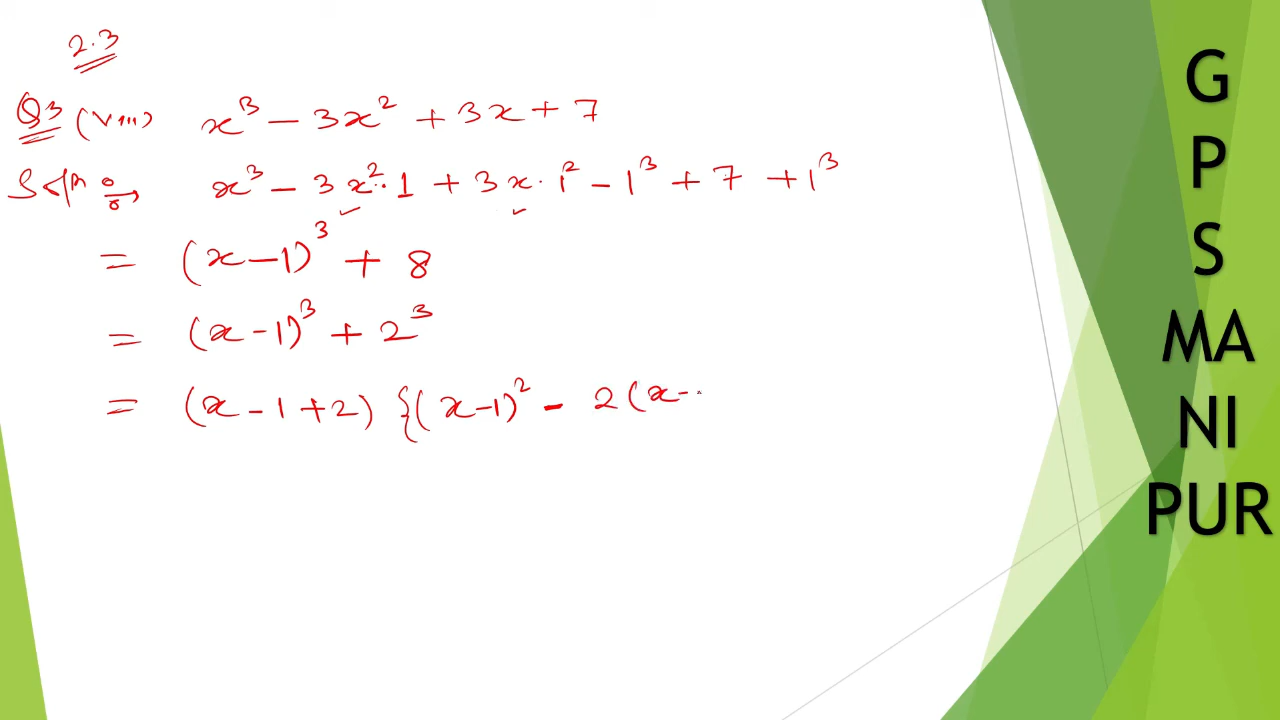 2.3
Q3 (viii) x³ - 3x² + 3x + 7
Solⁿ x³ - 3x²·1 + 3x·1² - 1³ + 7 + 1³
= (x-1)³ + 8
= (x-1)³ + 2³
= (x-1+2) {(x-1)² - 2(x-
G
P
S
MA
NI
PUR